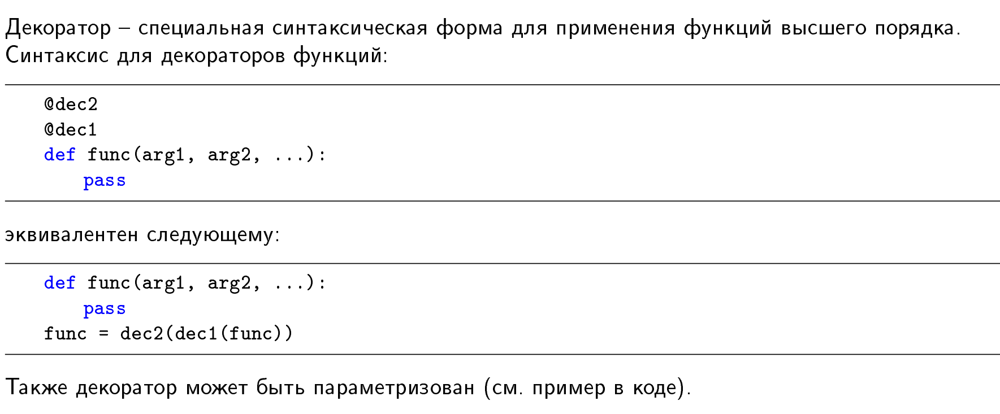 Декоратор – специальная синтаксическая форма для применения функций высшего порядка.
Синтаксис для декораторов функций:
@dec2
@dec1
def func(arg1, arg2, ...):
pass
эквивалентен следующему:
def func(arg1, arg2, ...):
pass
func = dec2(dec1(func))
Также декоратор может быть параметризован (см. пример в коде).